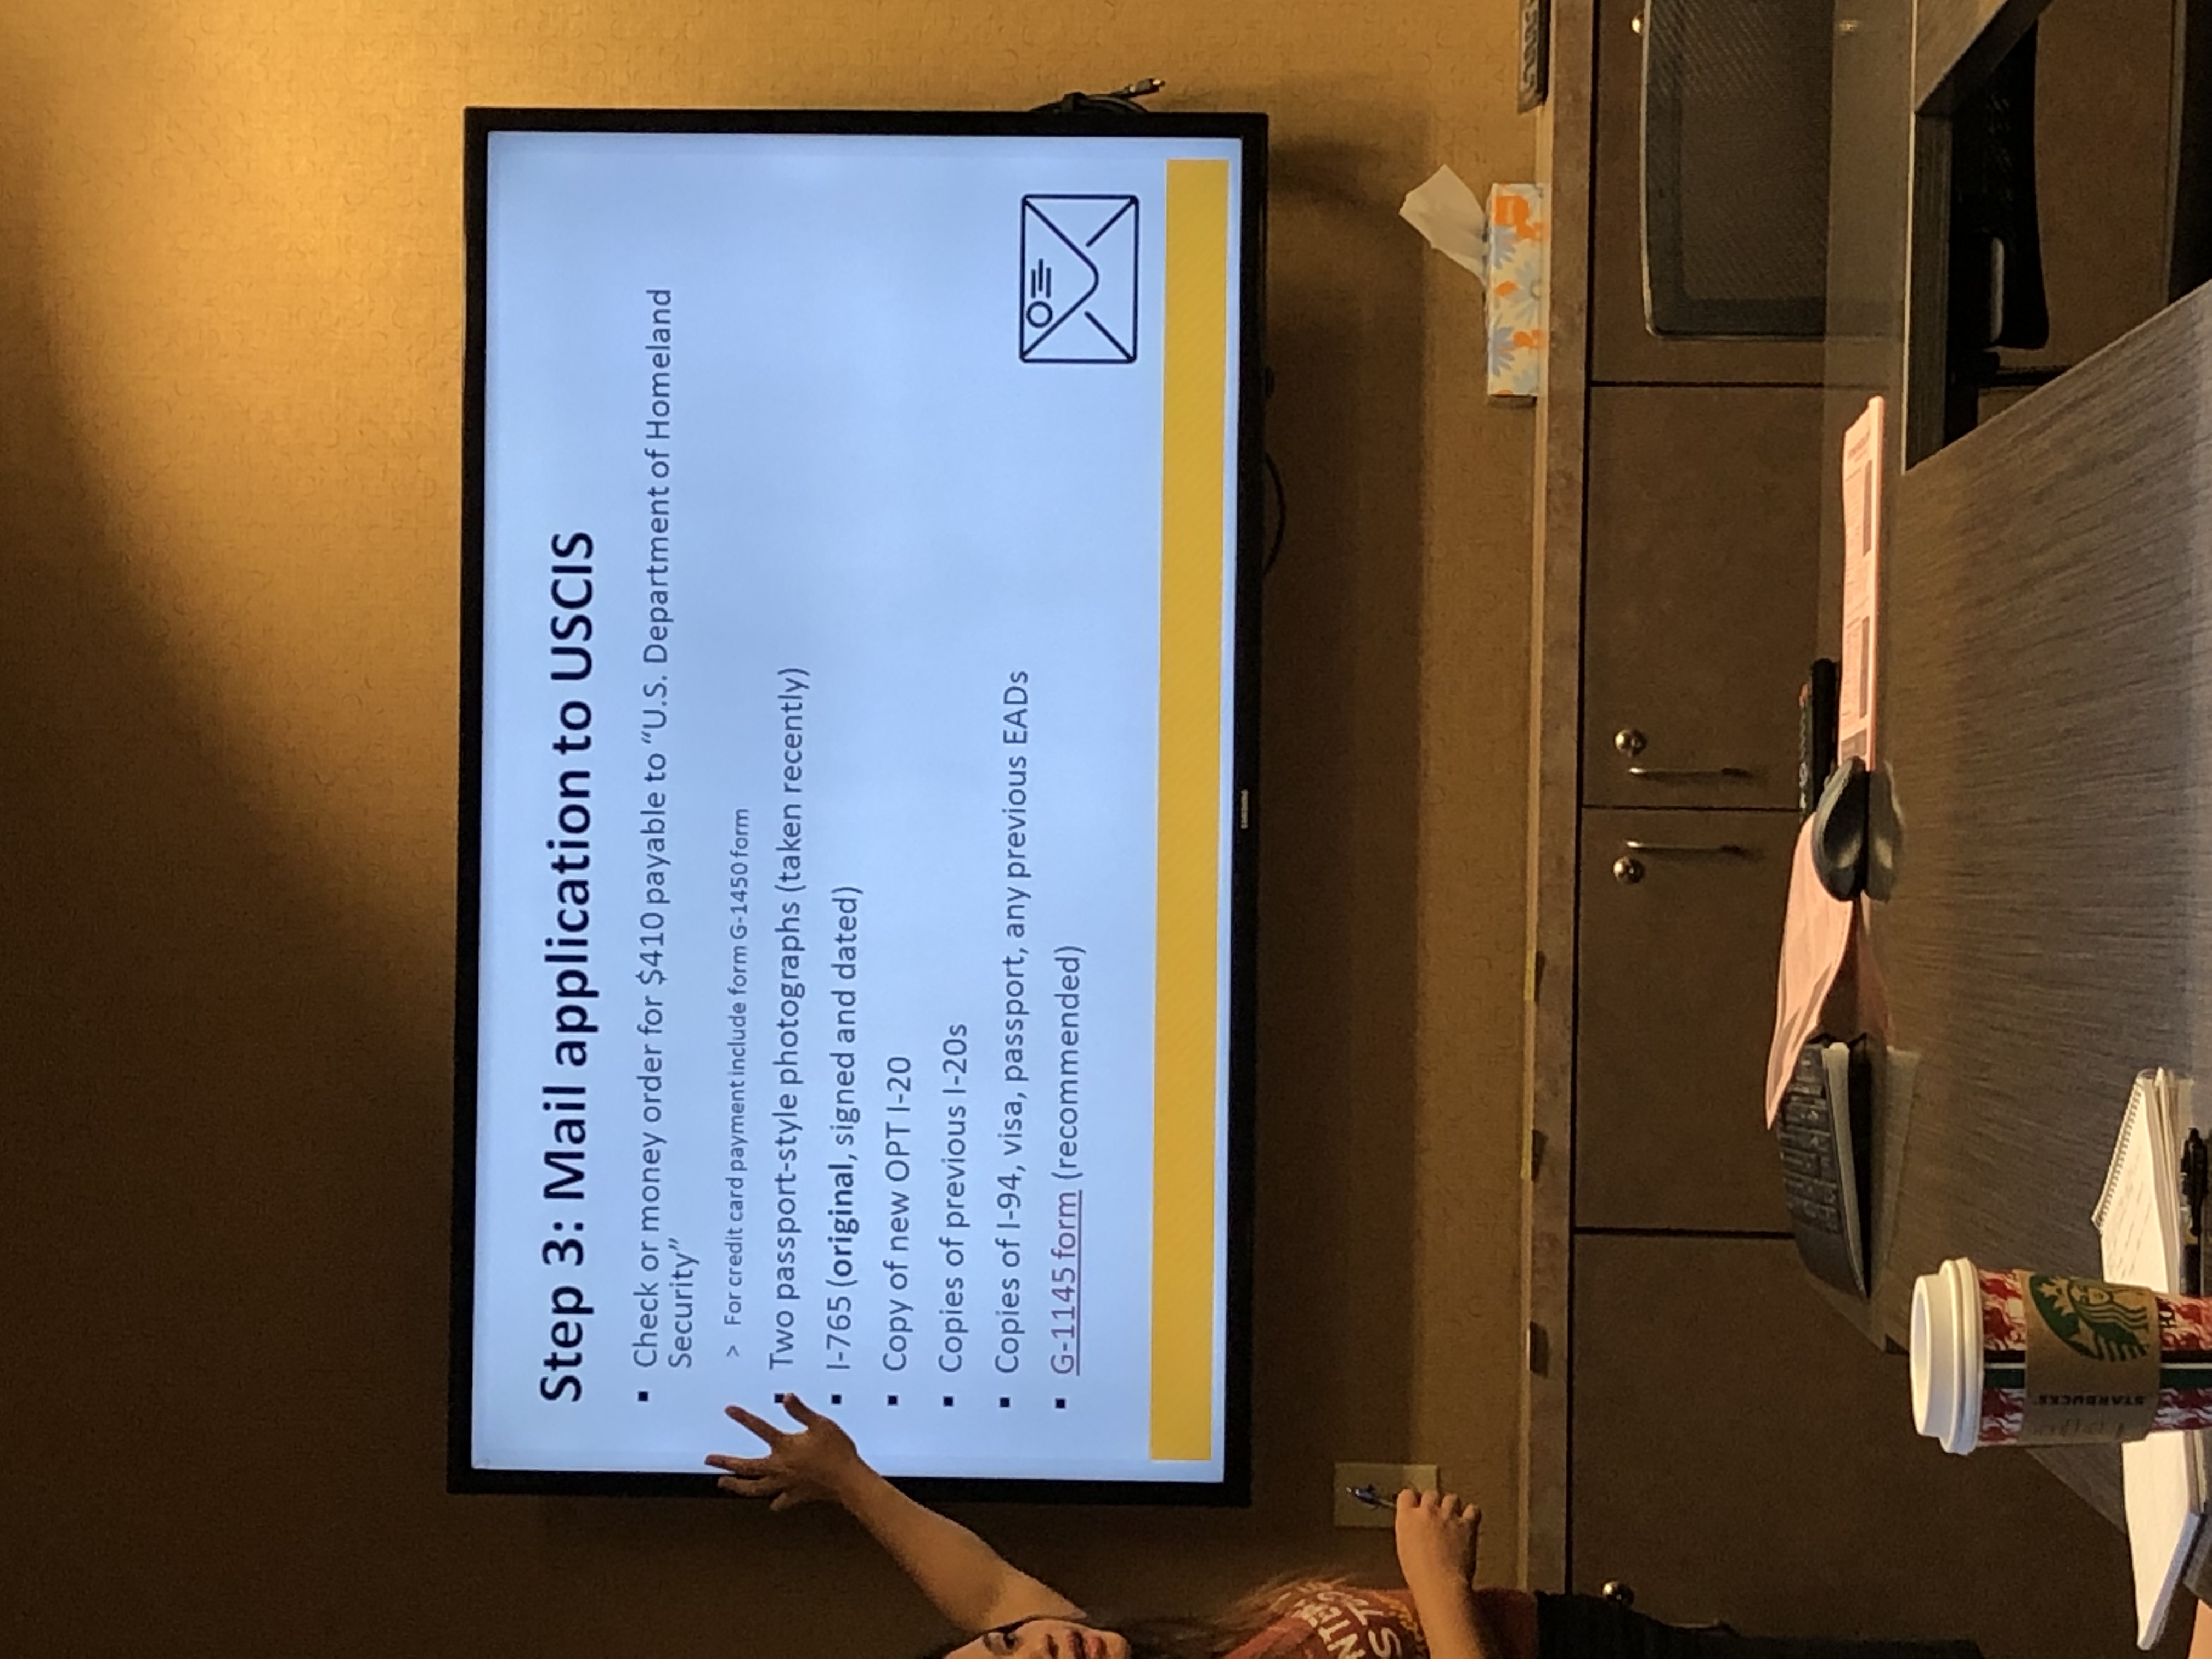 Step 3: Mail application to USCIS
▪ Check or money order for $410 payable to “U.S. Department of Homeland
Security”
> For credit card payment include form G-1450 form
▪ Two passport-style photographs (taken recently)
▪ I-765 (original, signed and dated)
▪ Copy of new OPT I-20
▪ Copies of previous I-20s
▪ Copies of I-94, visa, passport, any previous EADs
▪ G-1145 form (recommended)
SAMSUNG
STARBUCKS